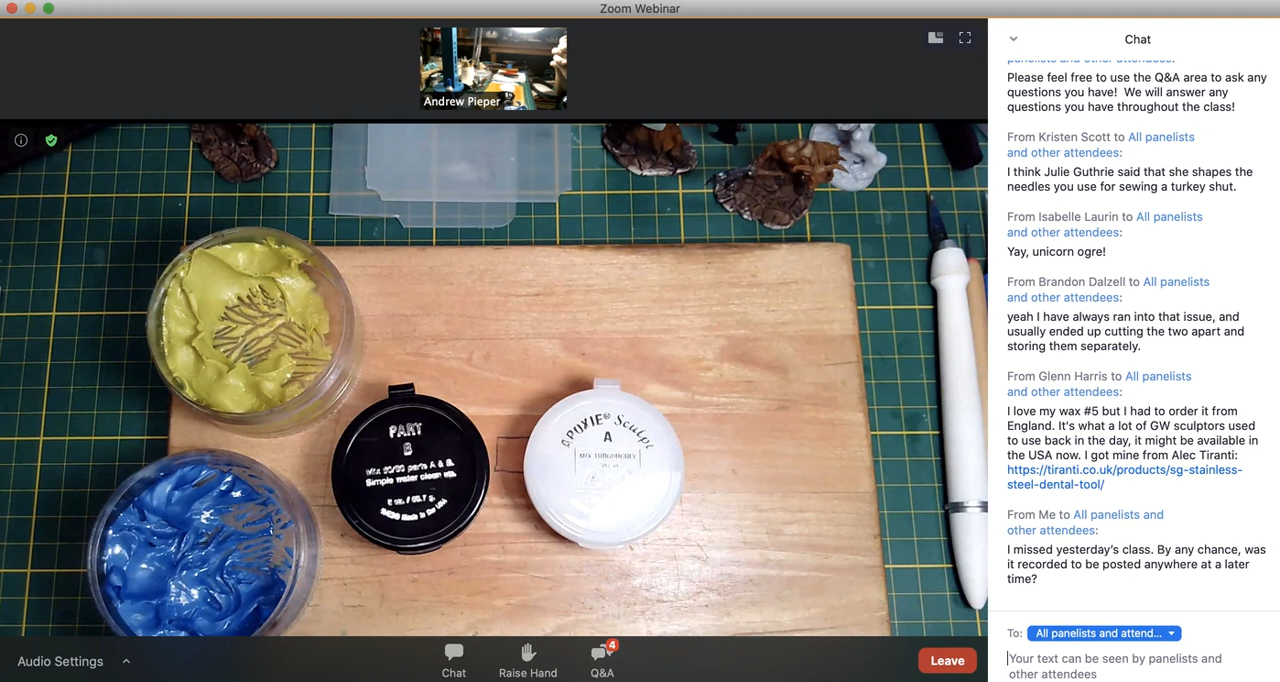 Zoom Webinar
Andrew Pieper
Chat
panelists and other attendees:
Please feel free to use the Q&A area to ask any
questions you have!  We will answer any
questions you have throughout the class!
From Kristen Scott to All panelists
and other attendees:
I think Julie Guthrie said that she shapes the
needles you use for sewing a turkey shut.
From Isabelle Laurin to All panelists
and other attendees:
Yay, unicorn ogre!
From Brandon Dalzell to All panelists
and other attendees:
yeah I have always ran into that issue, and
usually ended up cutting the two apart and
storing them separately.
From Glenn Harris to All panelists
and other attendees:
I love my wax #5 but I had to order it from
England. It's what a lot of GW sculptors used
to use back in the day, it might be available in
the USA now. I got mine from Alec Tiranti:
https://tiranti.co.uk/products/sg-stainless-
steel-dental-tool/
From Me to All panelists and
other attendees:
I missed yesterday's class. By any chance, was
it recorded to be posted anywhere at a later
time?
To: All panelists and attend...
Your text can be seen by panelists and
other attendees
PART
B
Mix 50/50 parts A & B.
Simple water clean up.
Made in the USA
APOXIE® Sculpt
A
MIX THOROUGHLY
Audio Settings
Chat
Raise Hand
4
Q&A
Leave